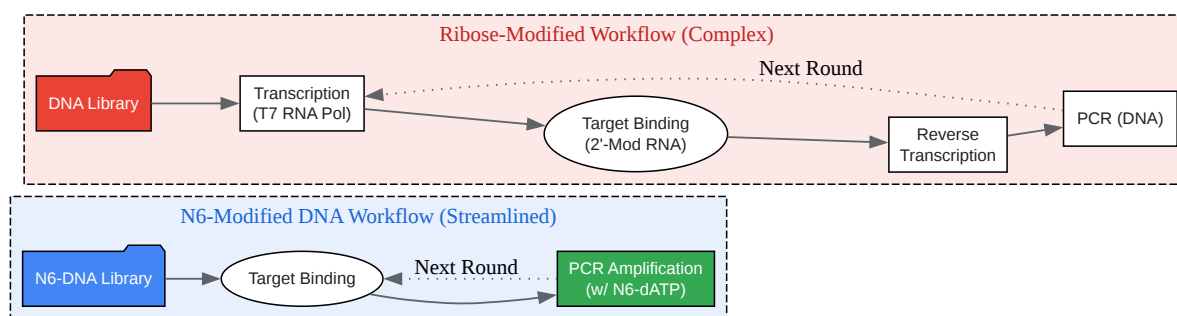 Ribose-Modified Workflow (Complex)
Next Round
DNA Library
Transcription
(T7 RNA Pol)
Target Binding
(2'-Mod RNA)
Reverse
Transcription
PCR (DNA)
N6-Modified DNA Workflow (Streamlined)
N6-DNA Library
Target Binding
Next Round
PCR Amplification
(w/ N6-dATP)